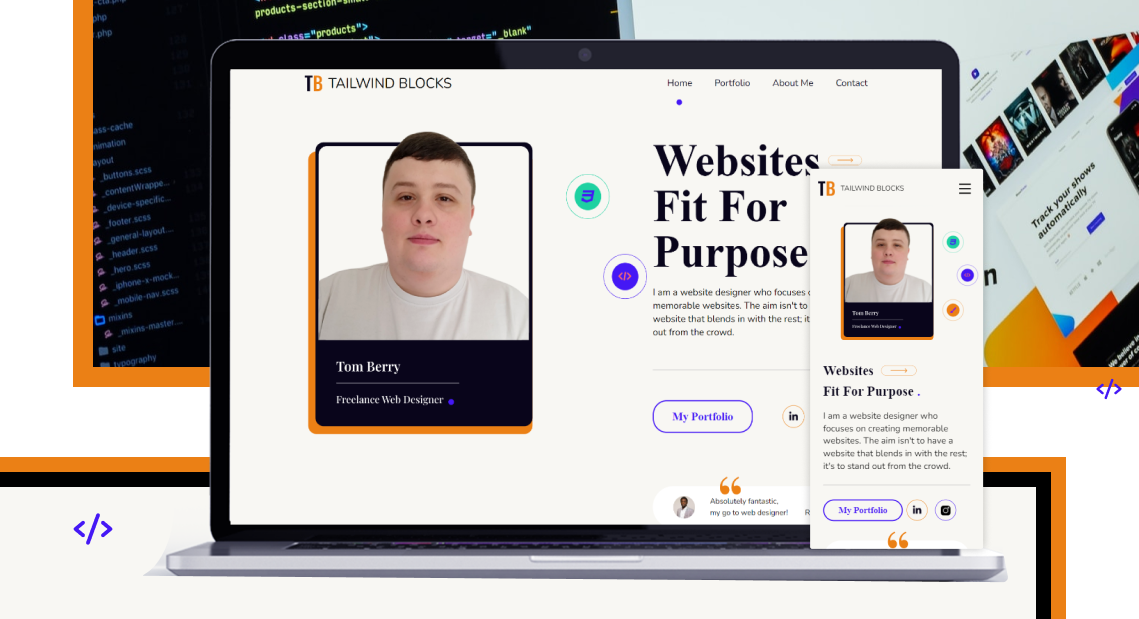 products-section-small
class="products">
target="_blank"
.php
ass-cache
nimation
ayout
_buttons.scss
_contentWrappe...
_device-specific...
_footer.scss
_general-layout...
_header.scss
_hero.scss
_iphone-x-mock...
_mobile-nav.scss
mixins
_mixins-master....
site
typography
TB TAILWIND BLOCKS
Home Portfolio About Me Contact
Websites
Fit For
Purpose
I am a website designer who focuses
memorable websites. The aim isn't to
website that blends in with the rest; it
out from the crowd.
Tom Berry
Freelance Web Designer
</>
My Portfolio
in
“
Absolutely fantastic,
my go to web designer!
R
TB TAILWIND BLOCKS
Tom Berry
Freelance Web Designer
</>
Websites
Fit For Purpose .
I am a website designer who
focuses on creating memorable
websites. The aim isn't to have a
website that blends in with the rest;
it's to stand out from the crowd.
My Portfolio
in
“
Track your shows
automatically
n
</>
</>